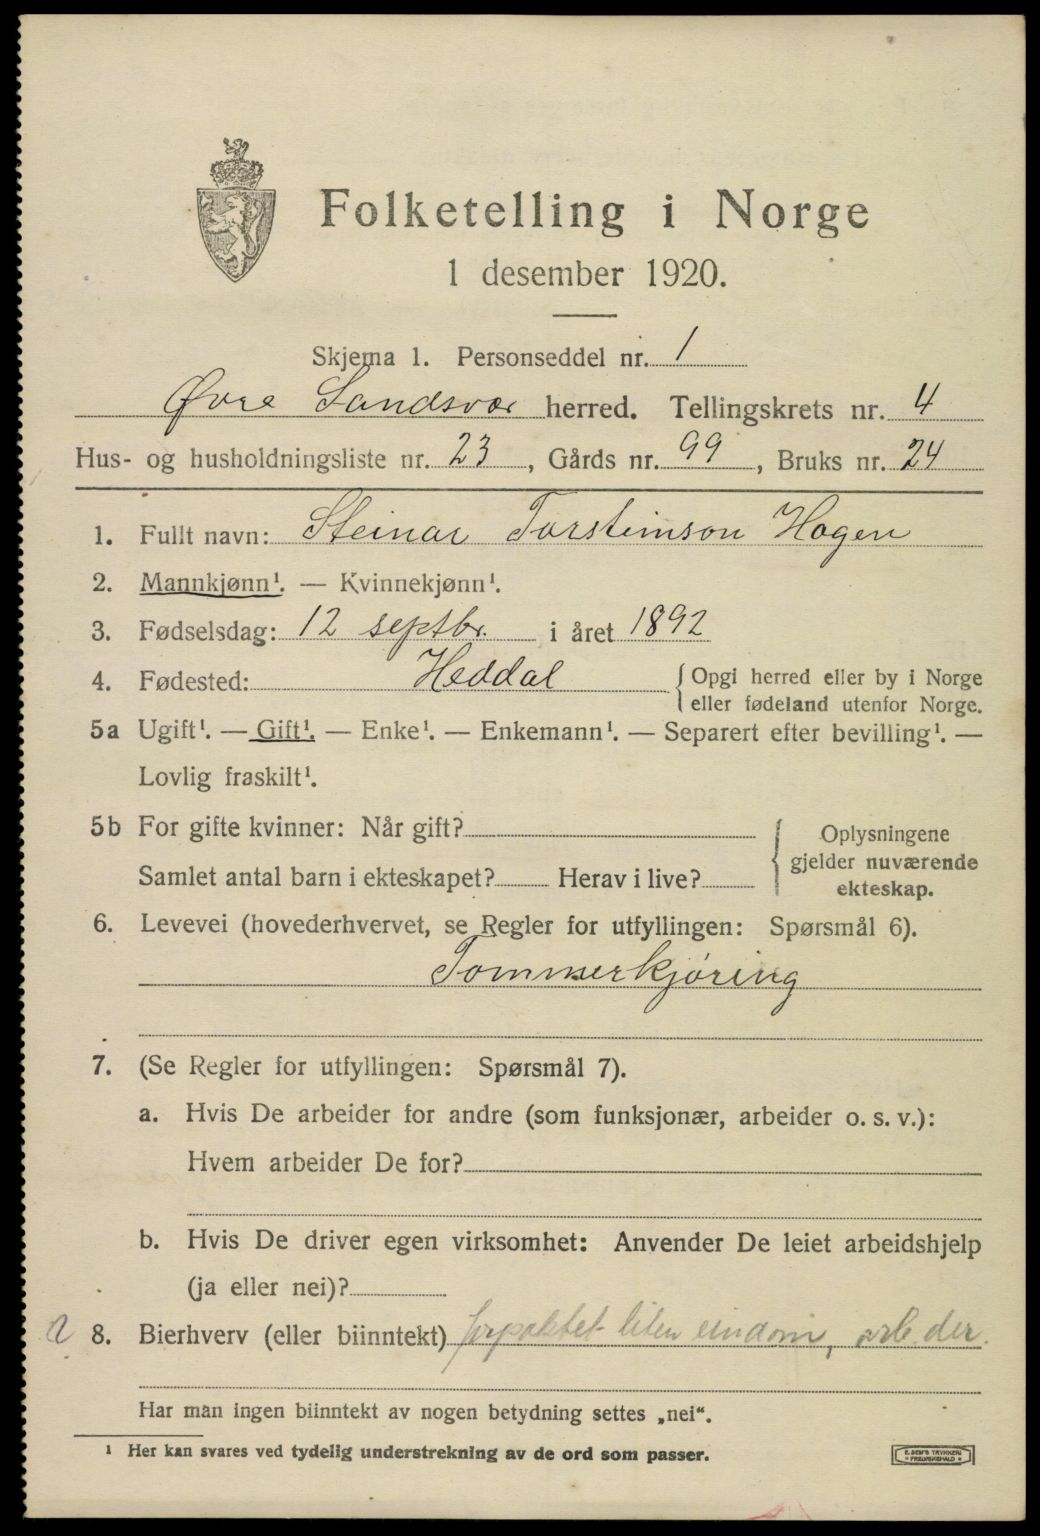 Folketelling i Norge
1 desember 1920.
Skjema 1. Personseddel nr. 1
Øvre Sandsvær herred. Tellingskrets nr. 4
Hus- og husholdningsliste nr. 23, Gårds nr. 99, Bruks nr. 24
1. Fullt navn: Steinar Torsteinson Hagen
2. Mannkjønn¹. — Kvinnekjønn¹.
3. Fødselsdag: 12 septbr. i året 1892
4. Fødested: Heddal { Opgi herred eller by i Norge
eller fødeland utenfor Norge.
5a Ugift¹. — Gift¹. — Enke¹. — Enkemann¹. — Separert efter bevilling¹. —
Lovlig fraskilt¹.
5b For gifte kvinner: Når gift?
Samlet antal barn i ekteskapet? Herav i live?
{ Oplysningene
gjelder nuværende
ekteskap.
6. Levevei (hovederhvervet, se Regler for utfyllingen: Spørsmål 6).
Tømmerkjøring
7. (Se Regler for utfyllingen: Spørsmål 7).
a. Hvis De arbeider for andre (som funksjonær, arbeider o. s. v.):
Hvem arbeider De for?
b. Hvis De driver egen virksomhet: Anvender De leiet arbeidshjelp
(ja eller nei)?
8. Bierhverv (eller biinntekt) forpaktet liten eindom, arb. der.
Har man ingen biinntekt av nogen betydning settes „nei“.
¹ Her kan svares ved tydelig understrekning av de ord som passer.
E. SEM'S TRYKKERI
FREDRIKSHALD